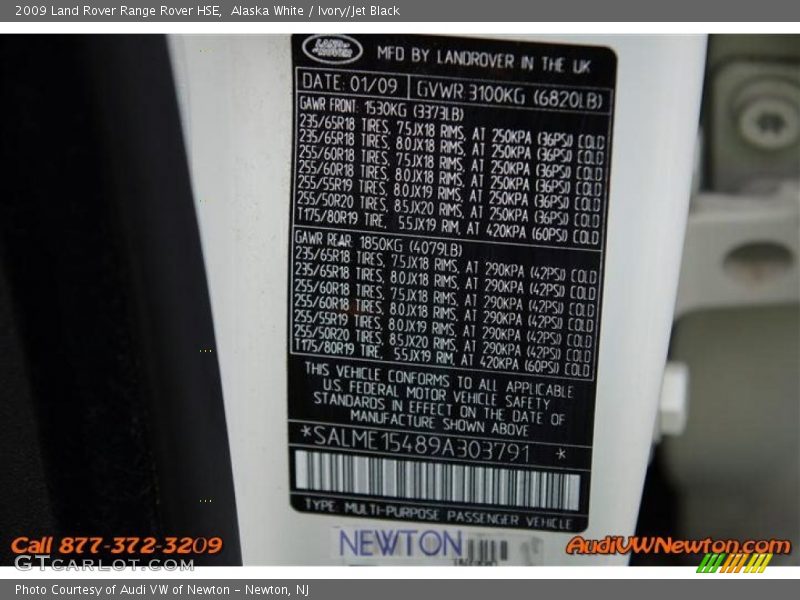 2009 Land Rover Range Rover HSE, Alaska White / Ivory/Jet Black
LAND-ROVER
MFD BY LANDROVER IN THE UK
DATE: 01/09 GVWR 3100KG (6820LB)
GAWR FRONT: 1530KG (3373LB)
235/65R18 TIRES, 7.5JX18 RIMS, AT 250KPA (36PSI) COLD
235/65R18 TIRES, 8.0JX18 RIMS, AT 250KPA (36PSI) COLD
255/60R18 TIRES, 7.5JX18 RIMS, AT 250KPA (36PSI) COLD
255/60R18 TIRES, 8.0JX18 RIMS, AT 250KPA (36PSI) COLD
255/55R19 TIRES, 8.0JX19 RIMS, AT 250KPA (36PSI) COLD
255/50R20 TIRES, 8.5JX20 RIMS, AT 250KPA (36PSI) COLD
T175/80R19 TIRE, 5.5JX19 RIM, AT 420KPA (60PSI) COLD
GAWR REAR: 1850KG (4079LB)
235/65R18 TIRES, 7.5JX18 RIMS, AT 290KPA (42PSI) COLD
235/65R18 TIRES, 8.0JX18 RIMS, AT 290KPA (42PSI) COLD
255/60R18 TIRES, 7.5JX18 RIMS, AT 290KPA (42PSI) COLD
255/60R18 TIRES, 8.0JX18 RIMS, AT 290KPA (42PSI) COLD
255/55R19 TIRES, 8.0JX19 RIMS, AT 290KPA (42PSI) COLD
255/50R20 TIRES, 8.5JX20 RIMS, AT 290KPA (42PSI) COLD
T175/80R19 TIRE, 5.5JX19 RIM, AT 420KPA (60PSI) COLD
THIS VEHICLE CONFORMS TO ALL APPLICABLE
U.S. FEDERAL MOTOR VEHICLE SAFETY
STANDARDS IN EFFECT ON THE DATE OF
MANUFACTURE SHOWN ABOVE
*SALME15489A303791 *
TYPE: MULTI-PURPOSE PASSENGER VEHICLE
NEWTON
Call 877-372-3209
GTCarLot.com
AudiVWNewton.com
Photo Courtesy of Audi VW of Newton - Newton, NJ